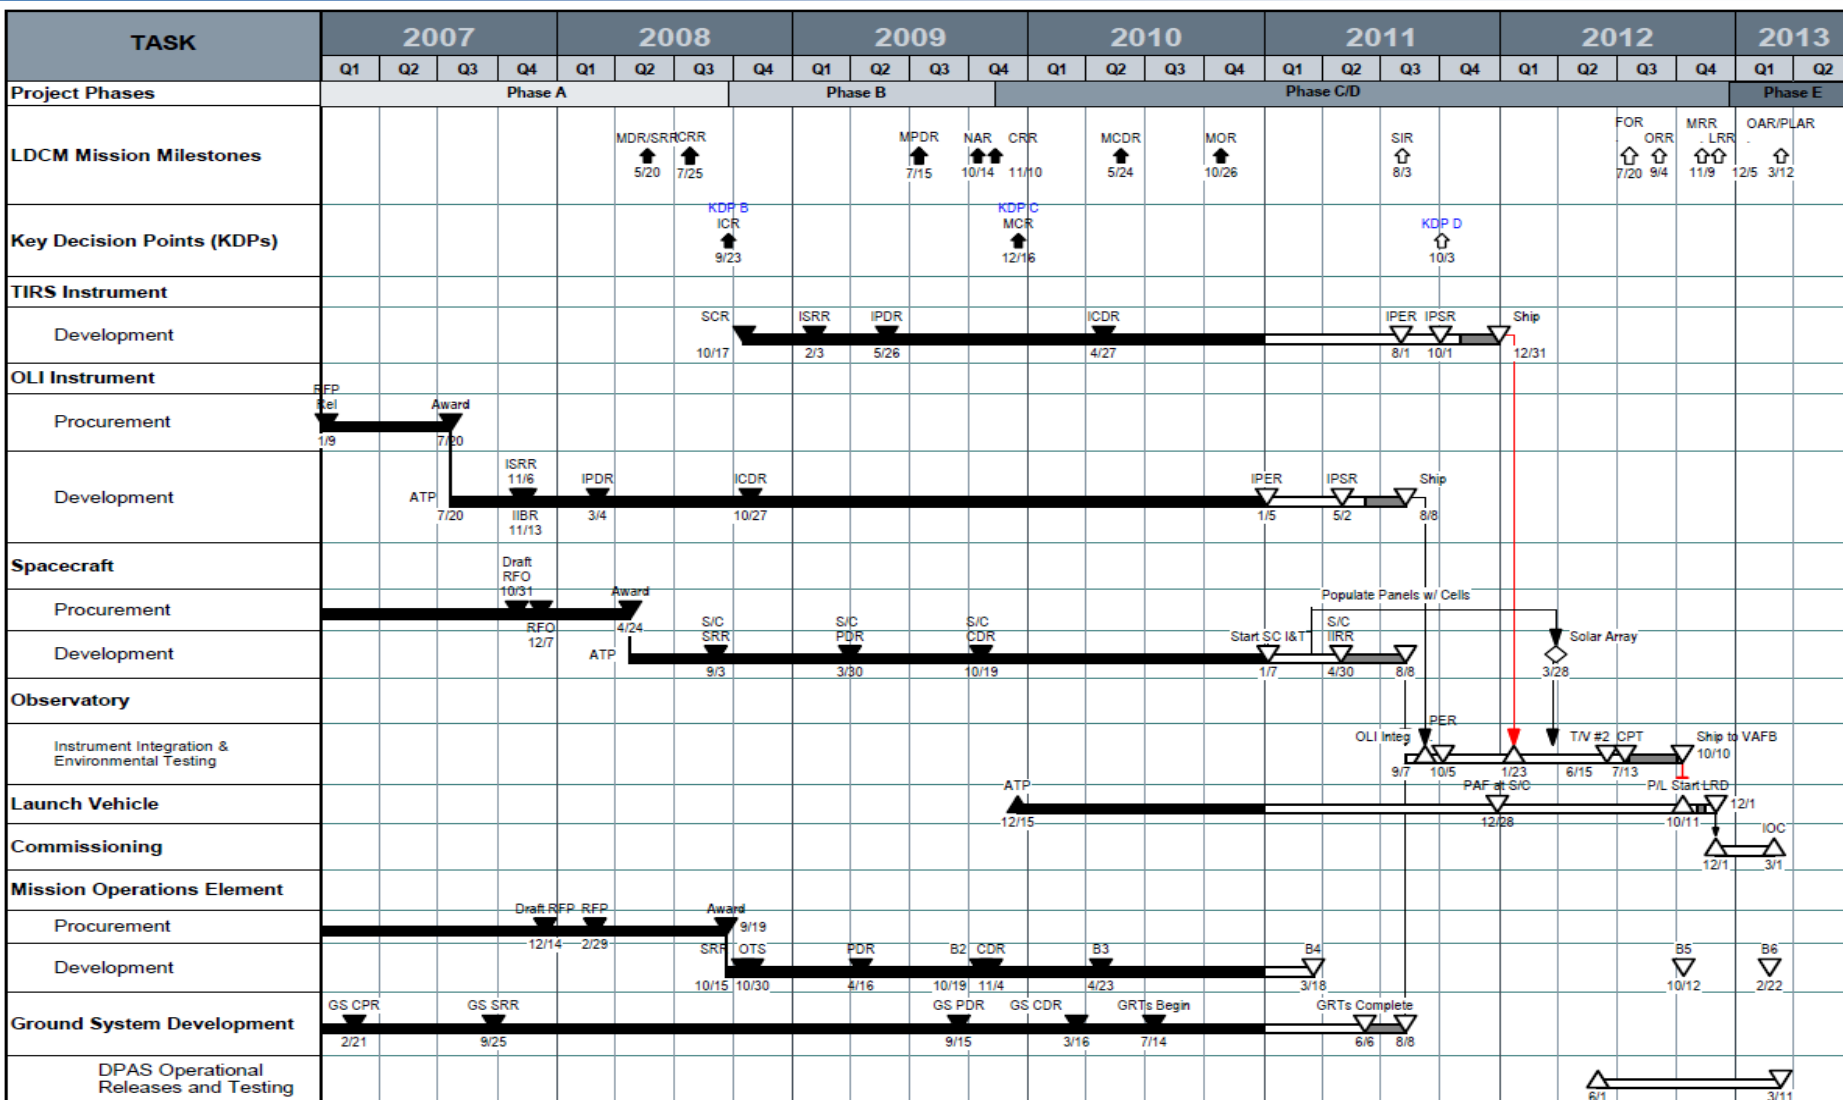 TASK 2007 2008 2009 2010 2011 2012 2013
Q1 Q2 Q3 Q4 Q1 Q2 Q3 Q4 Q1 Q2 Q3 Q4 Q1 Q2 Q3 Q4 Q1 Q2 Q3 Q4 Q1 Q2 Q3 Q4 Q1 Q2
Project Phases Phase A Phase B Phase C/D Phase E
FOR MRR OAR/PLAR
MDR/SRR ICRR MPDR NAR CRR MCDR MOR SIR ORR LRR
LDCM Mission Milestones
5/20 7/25 7/15 10/14 11/10 5/24 10/26 8/3 7/20 9/4 11/9 12/5 3/12
KDP B KDP C
ICR MCR KDP D
Key Decision Points (KDPs)
9/23 12/16 10/3
TIRS Instrument
SCR ISRR IPDR ICDR IPER IPSR Ship
Development
10/17 2/3 5/26 4/27 8/1 10/1 12/31
OLI Instrument
RFP
Rel Award
Procurement
1/9 7/20
ISRR
11/6 IPDR ICDR IPER IPSR Ship
Development ATP
7/20 IIBR 3/4 10/27 1/5 5/2 8/8
11/13
Spacecraft Draft
RFO
10/31 Award Populate Panels w/ Cells
Procurement
RFO 4/24
12/7
S/C S/C S/C S/C
SRR PDR CDR Start SC I&T IIRR Solar Array
Development ATP
9/3 3/30 10/19 1/7 4/30 8/8 3/28
Observatory
PER
OLI Integ T/V #2 CPT Ship to VAFB
Instrument Integration &
Environmental Testing 10/10
9/7 10/5 1/23 6/15 7/13
ATP PAF at S/C P/L Start LRD
Launch Vehicle 12/1
12/15 12/28 10/11
IOC
Commissioning
12/1 3/1
Mission Operations Element
Draft RFP RFP Award
Procurement 9/19
12/14 2/29
SRR OTS PDR B2 CDR B3 B4 B5 B6
Development
10/15 10/30 4/16 10/19 11/4 4/23 3/18 10/12 2/22
GS CPR GS SRR GS PDR GS CDR GRTs Begin GRTs Complete
Ground System Development
2/21 9/25 9/15 3/16 7/14 6/6 8/8
DPAS Operational
Releases and Testing
6/1 3/11